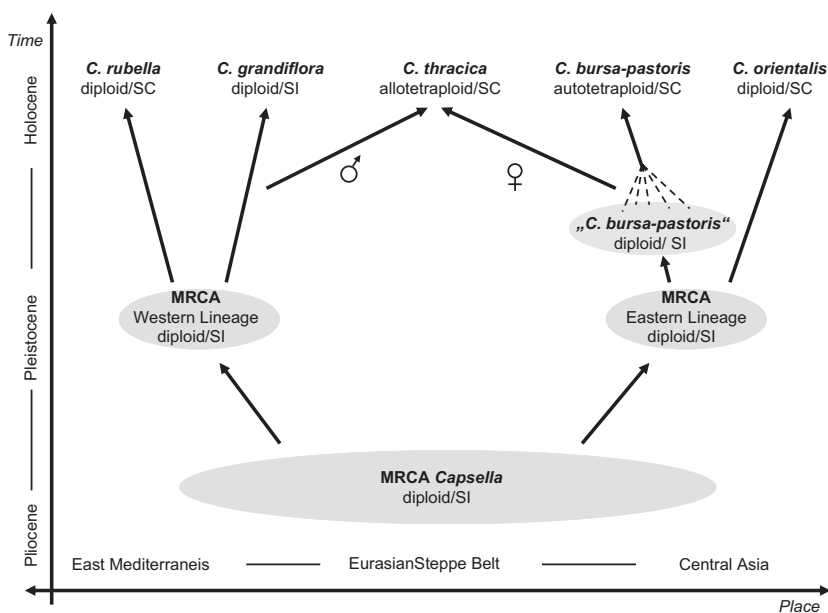 Time
C. rubella
diploid/SC
C. grandiflora
diploid/SI
C. thracica
allotetraploid/SC
C. bursa-pastoris
autotetraploid/SC
C. orientalis
diploid/SC
Holocene
♂
♀
„C. bursa-pastoris“
diploid/ SI
MRCA
Western Lineage
diploid/SI
MRCA
Eastern Lineage
diploid/SI
Pleistocene
MRCA Capsella
diploid/SI
Pliocene
East Mediterraneis
EurasianSteppe Belt
Central Asia
Place